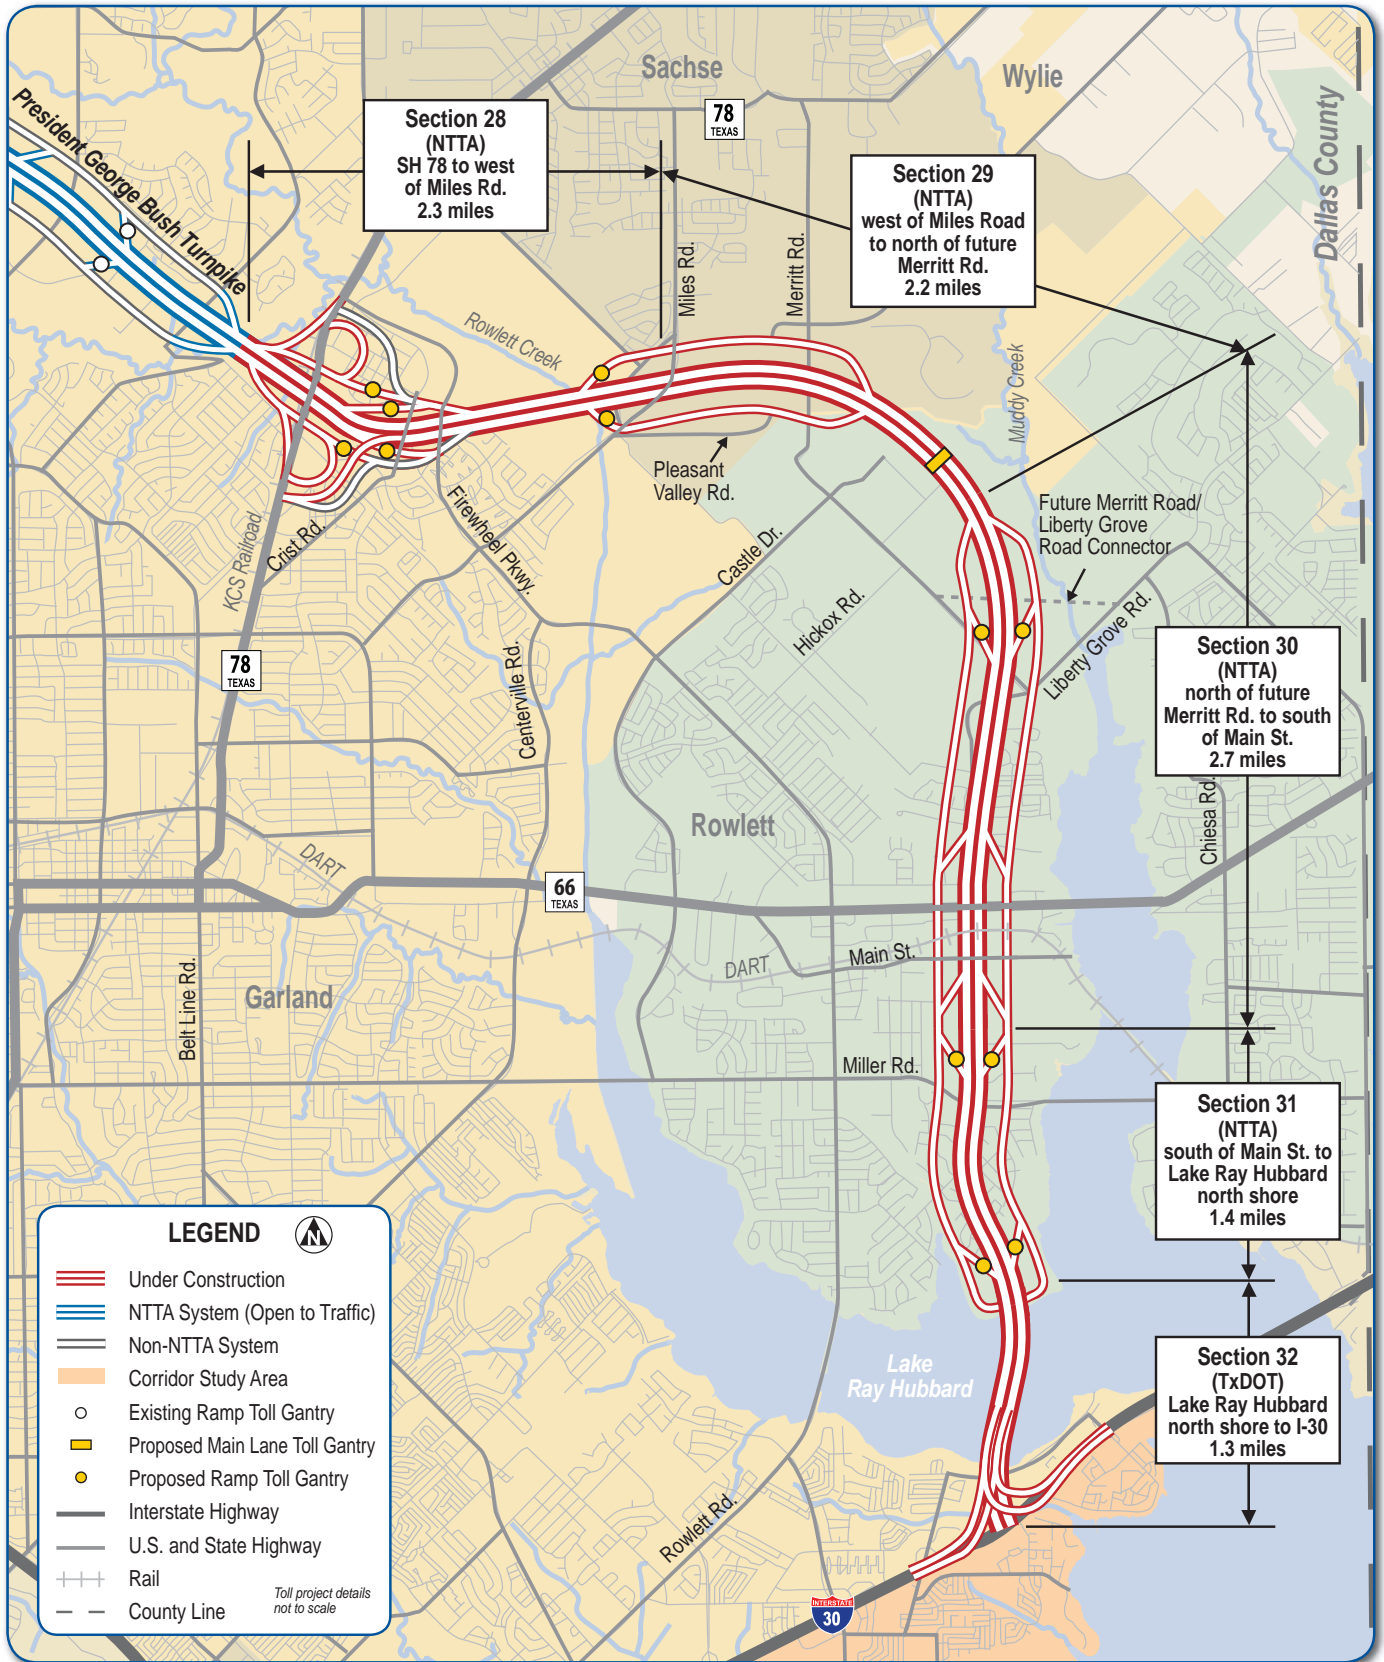 Sachse
Wylie
78
TEXAS
Dallas County
President George Bush Turnpike
Section 28
(NTTA)
SH 78 to west
of Miles Rd.
2.3 miles
Section 29
(NTTA)
west of Miles Road
to north of future
Merritt Rd.
2.2 miles
Miles Rd.
Merritt Rd.
Rowlett Creek
Muddy Creek
Pleasant
Valley Rd.
Future Merritt Road/
Liberty Grove
Road Connector
KCS Railroad
Crist Rd.
Firewheel Pkwy.
Castle Dr.
Hickox Rd.
Liberty Grove Rd.
78
TEXAS
Centerville Rd.
Section 30
(NTTA)
north of future
Merritt Rd. to south
of Main St.
2.7 miles
Chiesa Rd.
Rowlett
DART
66
TEXAS
Main St.
DART
Garland
Belt Line Rd.
Miller Rd.
Section 31
(NTTA)
south of Main St. to
Lake Ray Hubbard
north shore
1.4 miles
Lake
Ray Hubbard
Section 32
(TxDOT)
Lake Ray Hubbard
north shore to I-30
1.3 miles
Rowlett Rd.
INTERSTATE
30
LEGEND
N
Under Construction
NTTA System (Open to Traffic)
Non-NTTA System
Corridor Study Area
Existing Ramp Toll Gantry
Proposed Main Lane Toll Gantry
Proposed Ramp Toll Gantry
Interstate Highway
U.S. and State Highway
Rail
County Line
Toll project details
not to scale